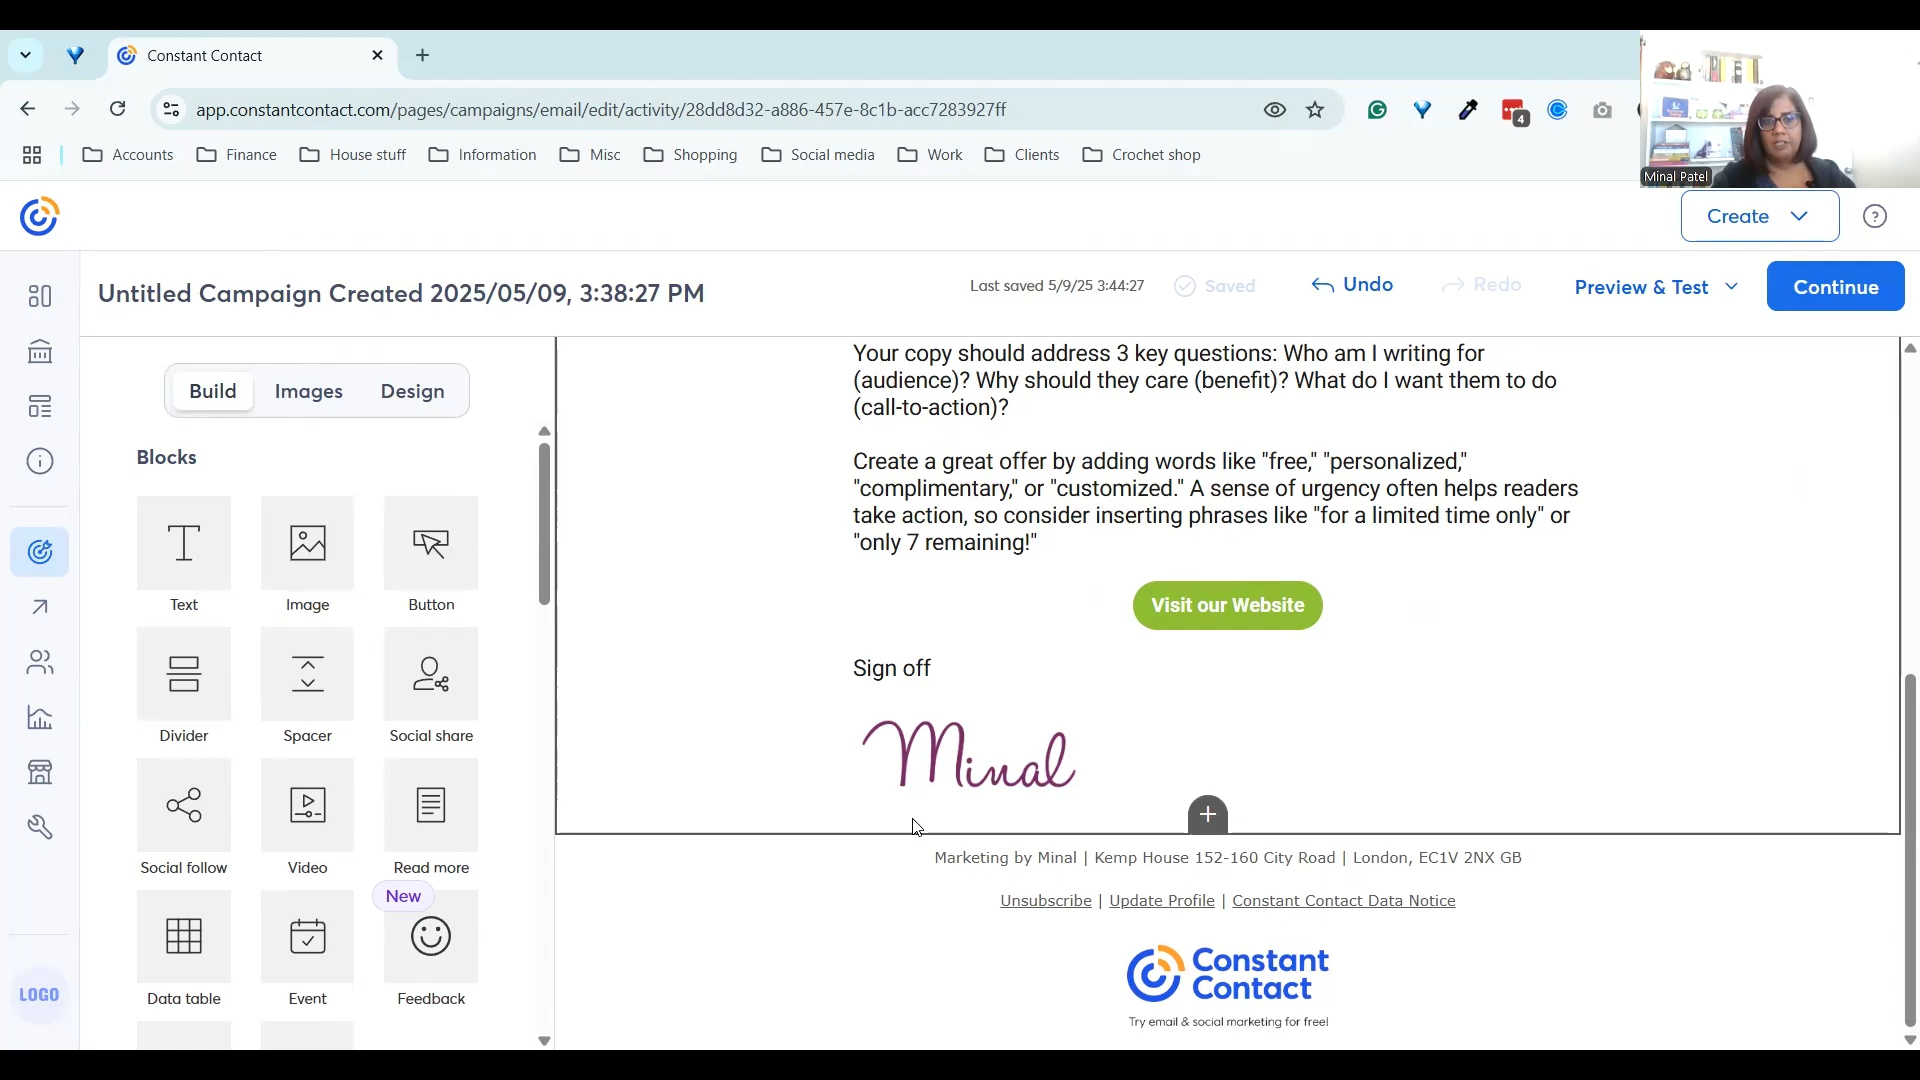 Constant Contact
app.constantcontact.com/pages/campaigns/email/edit/activity/28dd8d32-a886-457e-8c1b-acc7283927ff
4
Accounts
Finance
House stuff
Information
Misc
Shopping
Social media
Work
Clients
Crochet shop
Minal Patel
Create
?
Untitled Campaign Created 2025/05/09, 3:38:27 PM
Last saved 5/9/25 3:44:27
Saved
Undo
Redo
Preview & Test
Continue
Build
Images
Design
Blocks
Text
Image
Button
Divider
Spacer
Social share
Social follow
Video
Read more
New
Data table
Event
Feedback
LOGO
Your copy should address 3 key questions: Who am I writing for
(audience)? Why should they care (benefit)? What do I want them to do
(call-to-action)?
Create a great offer by adding words like "free," "personalized,"
"complimentary," or "customized." A sense of urgency often helps readers
take action, so consider inserting phrases like "for a limited time only" or
"only 7 remaining!"
Visit our Website
Sign off
Minal
Marketing by Minal | Kemp House 152-160 City Road | London, EC1V 2NX GB
Unsubscribe | Update Profile | Constant Contact Data Notice
Constant
Contact
Try email & social marketing for free!